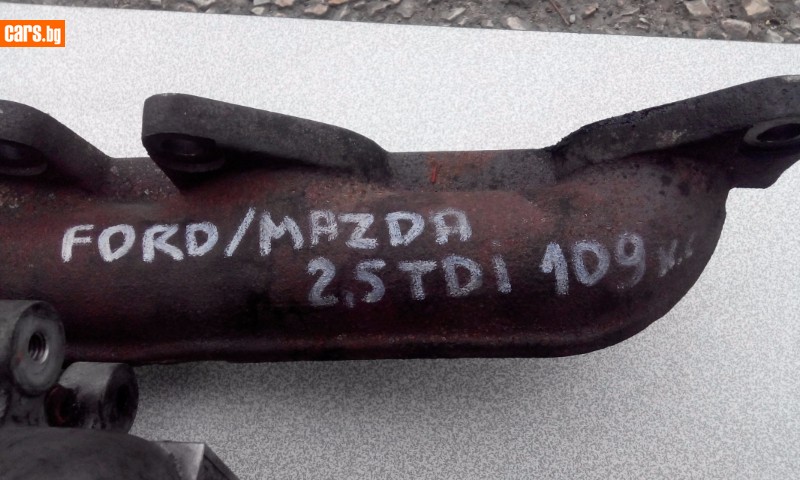 cars.bg
FORD/MAZDA
2,5TDI 109 к.с